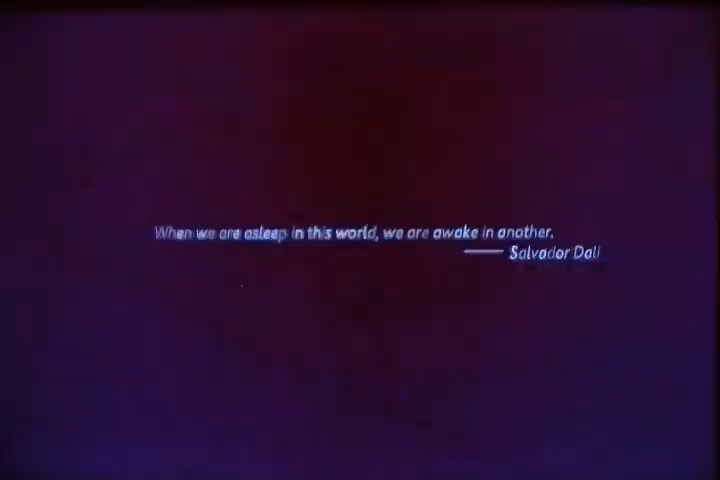 When we are asleep in this world, we are awake in another.
—— Salvador Dali